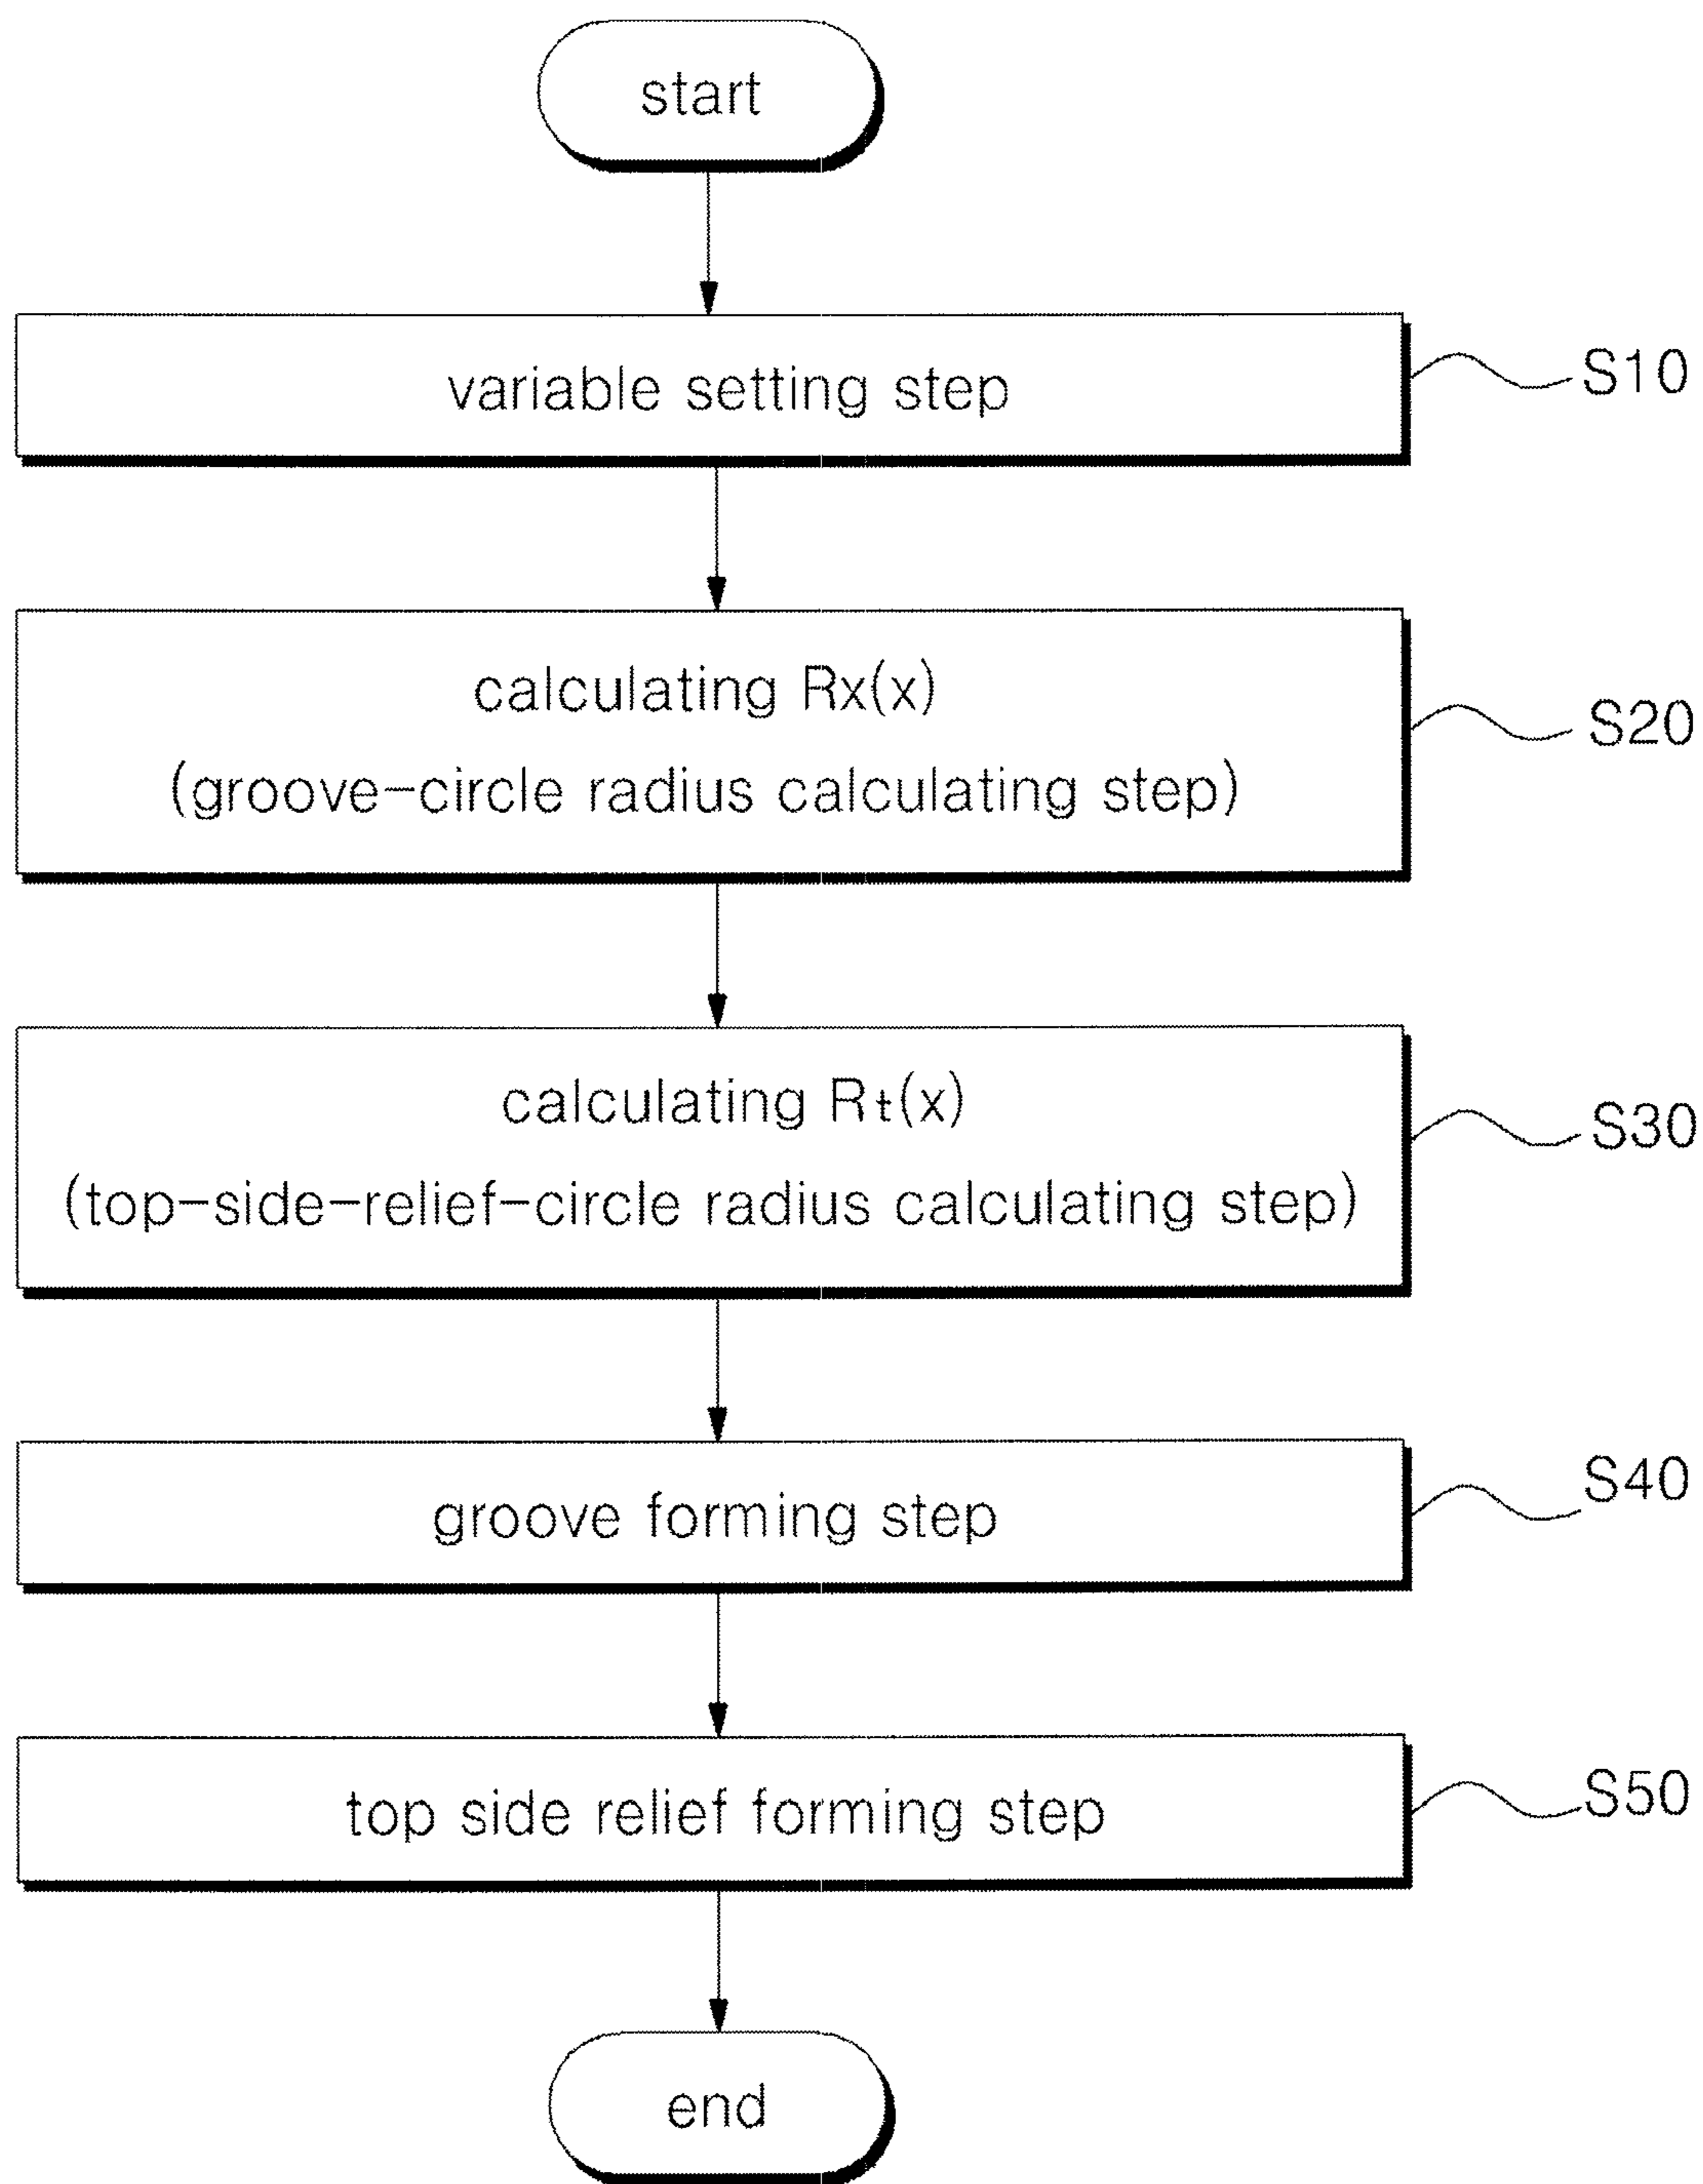 start
variable setting step
S10
calculating Rx(x)
(groove-circle radius calculating step)
S20
calculating Rt(x)
(top-side-relief-circle radius calculating step)
S30
groove forming step
S40
top side relief forming step
S50
end